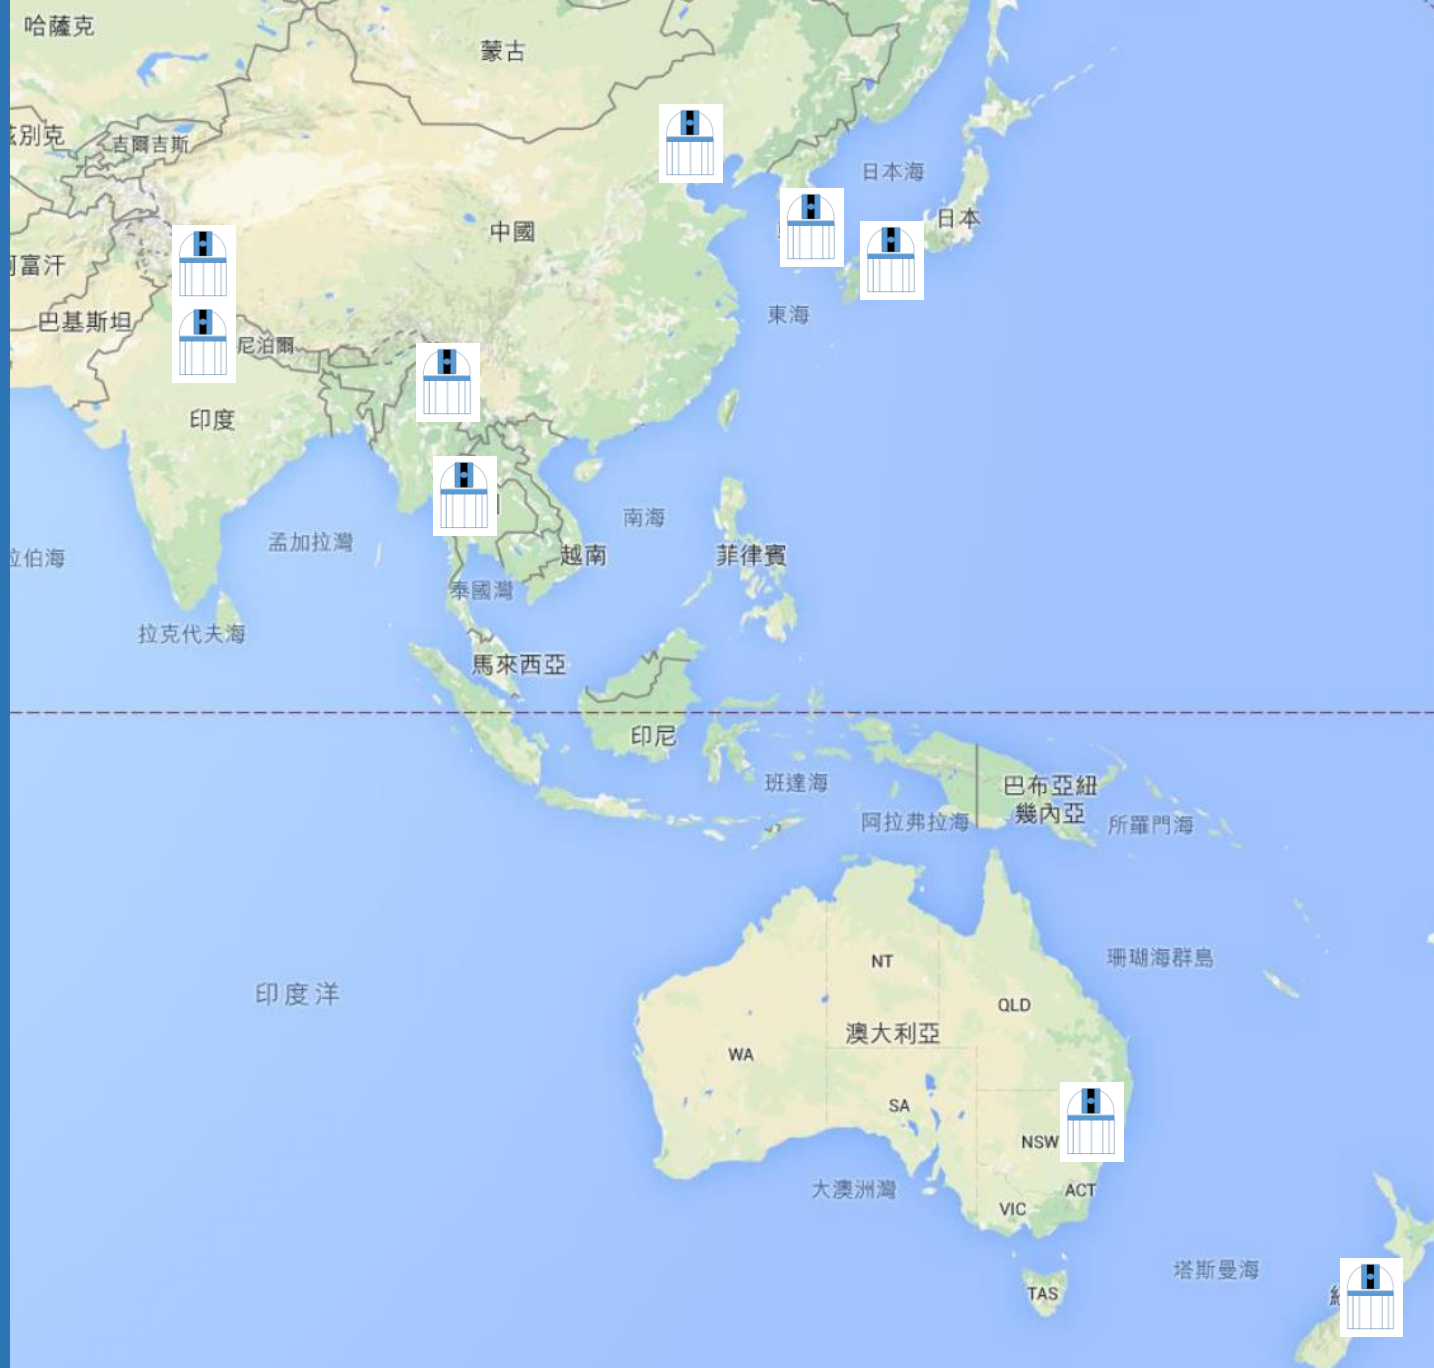 哈薩克
蒙古
吉爾吉斯
日本海
日本
中國
巴基斯坦
東海
尼泊爾
印度
南海
孟加拉灣
越南
菲律賓
泰國灣
拉克代夫海
馬來西亞
印尼
班達海
巴布亞紐
幾內亞
阿拉弗拉海
所羅門海
珊瑚海群島
NT
印度洋
QLD
澳大利亞
WA
SA
NSW
大澳洲灣
ACT
VIC
塔斯曼海
TAS